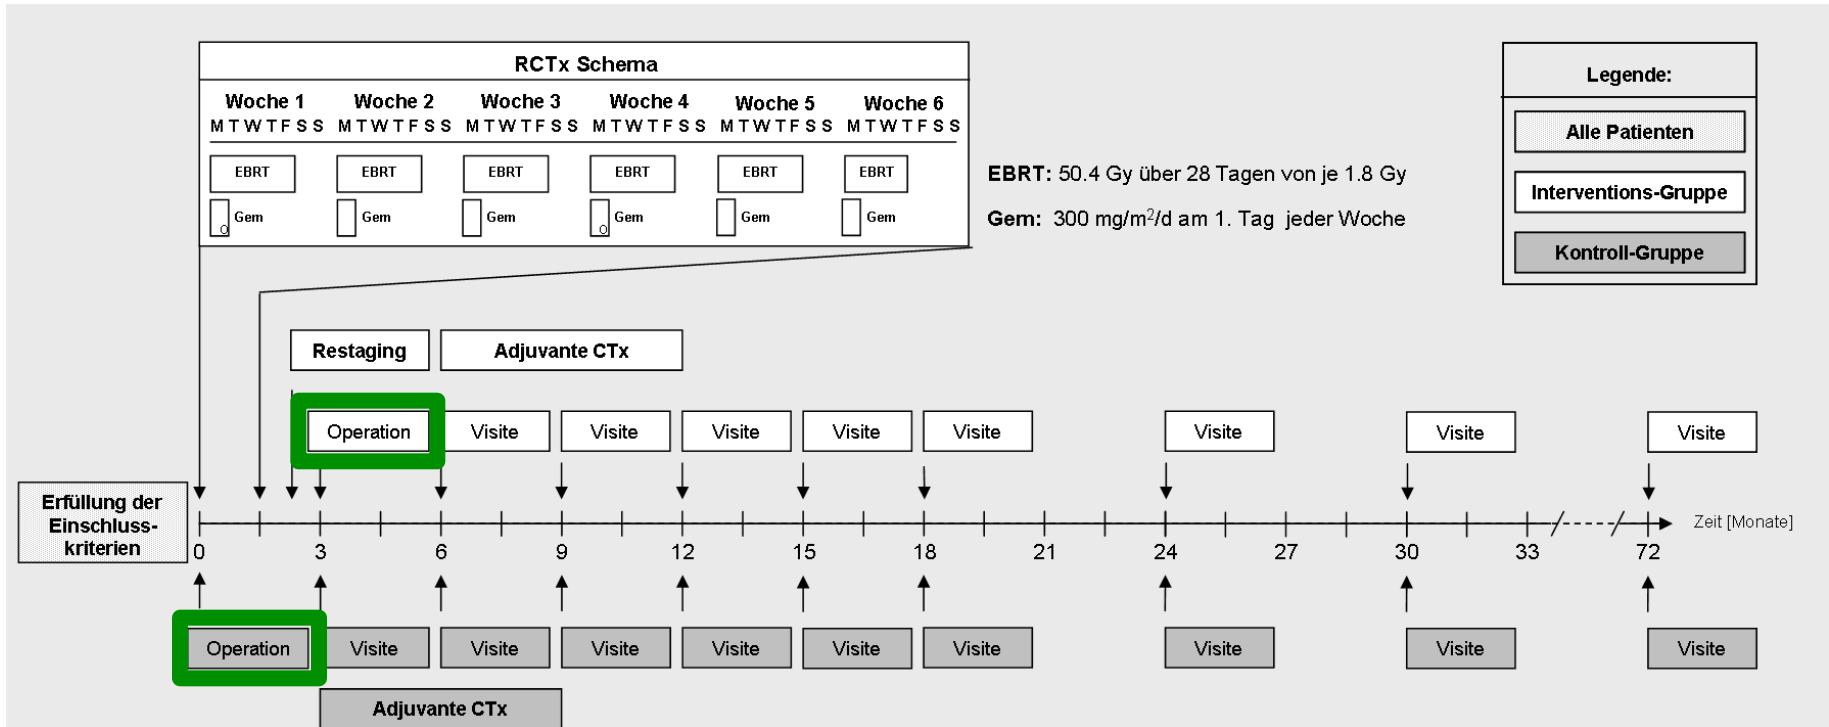 RCTx Schema
Woche 1 Woche 2 Woche 3 Woche 4 Woche 5 Woche 6
M T W T F S S M T W T F S S M T W T F S S M T W T F S S M T W T F S S M T W T F S S
EBRT EBRT EBRT EBRT EBRT EBRT
O Gem Gem Gem O Gem Gem Gem
EBRT: 50.4 Gy über 28 Tagen von je 1.8 Gy
Gem: 300 mg/m²/d am 1. Tag jeder Woche
Legende:
Alle Patienten
Interventions-Gruppe
Kontroll-Gruppe
Restaging Adjuvante CTx
Operation Visite Visite Visite Visite Visite Visite Visite Visite
Erfüllung der
Einschluss-
kriterien
Zeit [Monate]
0 3 6 9 12 15 18 21 24 27 30 33 72
Operation Visite Visite Visite Visite Visite Visite Visite Visite Visite
Adjuvante CTx